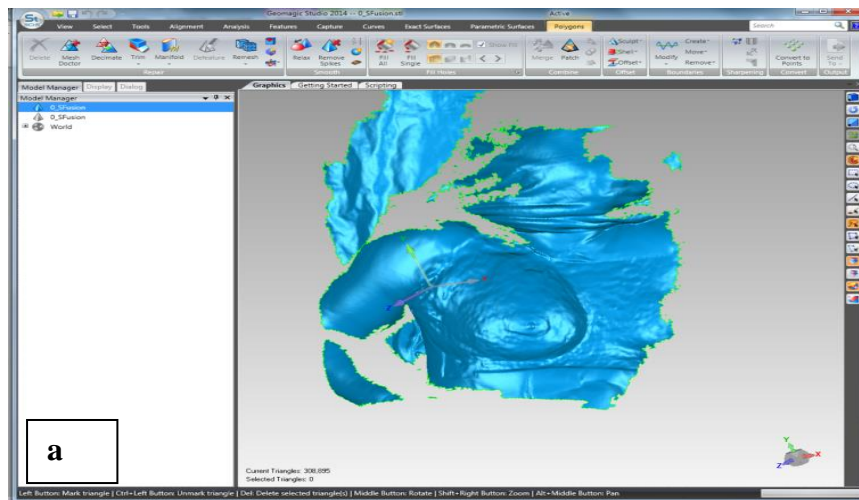 Geomagic Studio 2014 -- 0_SFusion.stl
Active
View Select Tools Alignment Analysis Features Capture Curves Exact Surfaces Parametric Surfaces Polygons
Search
Delete Mesh Doctor Decimate Trim Manifold Defeature Remesh
Relax Remove Spikes
Fill All Fill Single Show Fill
Merge Patch
Sculpt
Shell
Offset
Modify Create
Move
Remove
Convert to Points
Send To
Repair Smooth Fill Holes Combine Offset Boundaries Sharpening Convert Output
Model Manager Display Dialog
Graphics Getting Started Scripting
Model Manager
0_SFusion
0_SFusion
World
X
Z
Y
X
Z
a
Current Triangles: 308,895
Selected Triangles: 0
Left Button: Mark triangle | Ctrl+Left Button: Unmark triangle | Del: Delete selected triangle(s) | Middle Button: Rotate | Shift+Right Button: Zoom | Alt+Middle Button: Pan